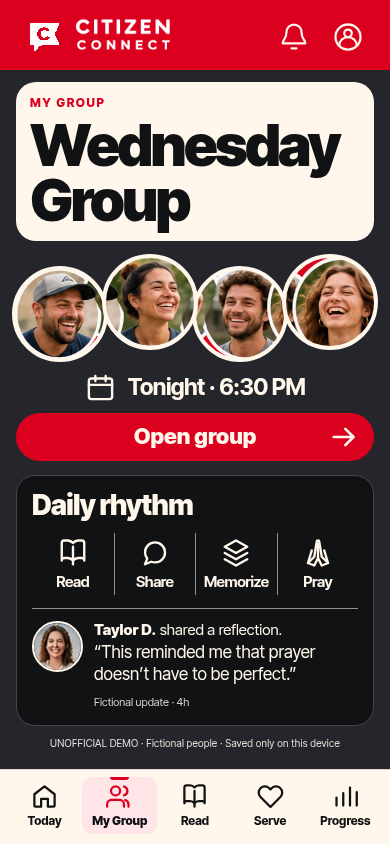 CITIZEN
CONNECT
MY GROUP
Wednesday
Group
Tonight · 6:30 PM
Open group
Daily rhythm
Read
Share
Memorize
Pray
Taylor D. shared a reflection.
“This reminded me that prayer
doesn’t have to be perfect.”
Fictional update · 4h
UNOFFICIAL DEMO · Fictional people · Saved only on this device
Today
My Group
Read
Serve
Progress